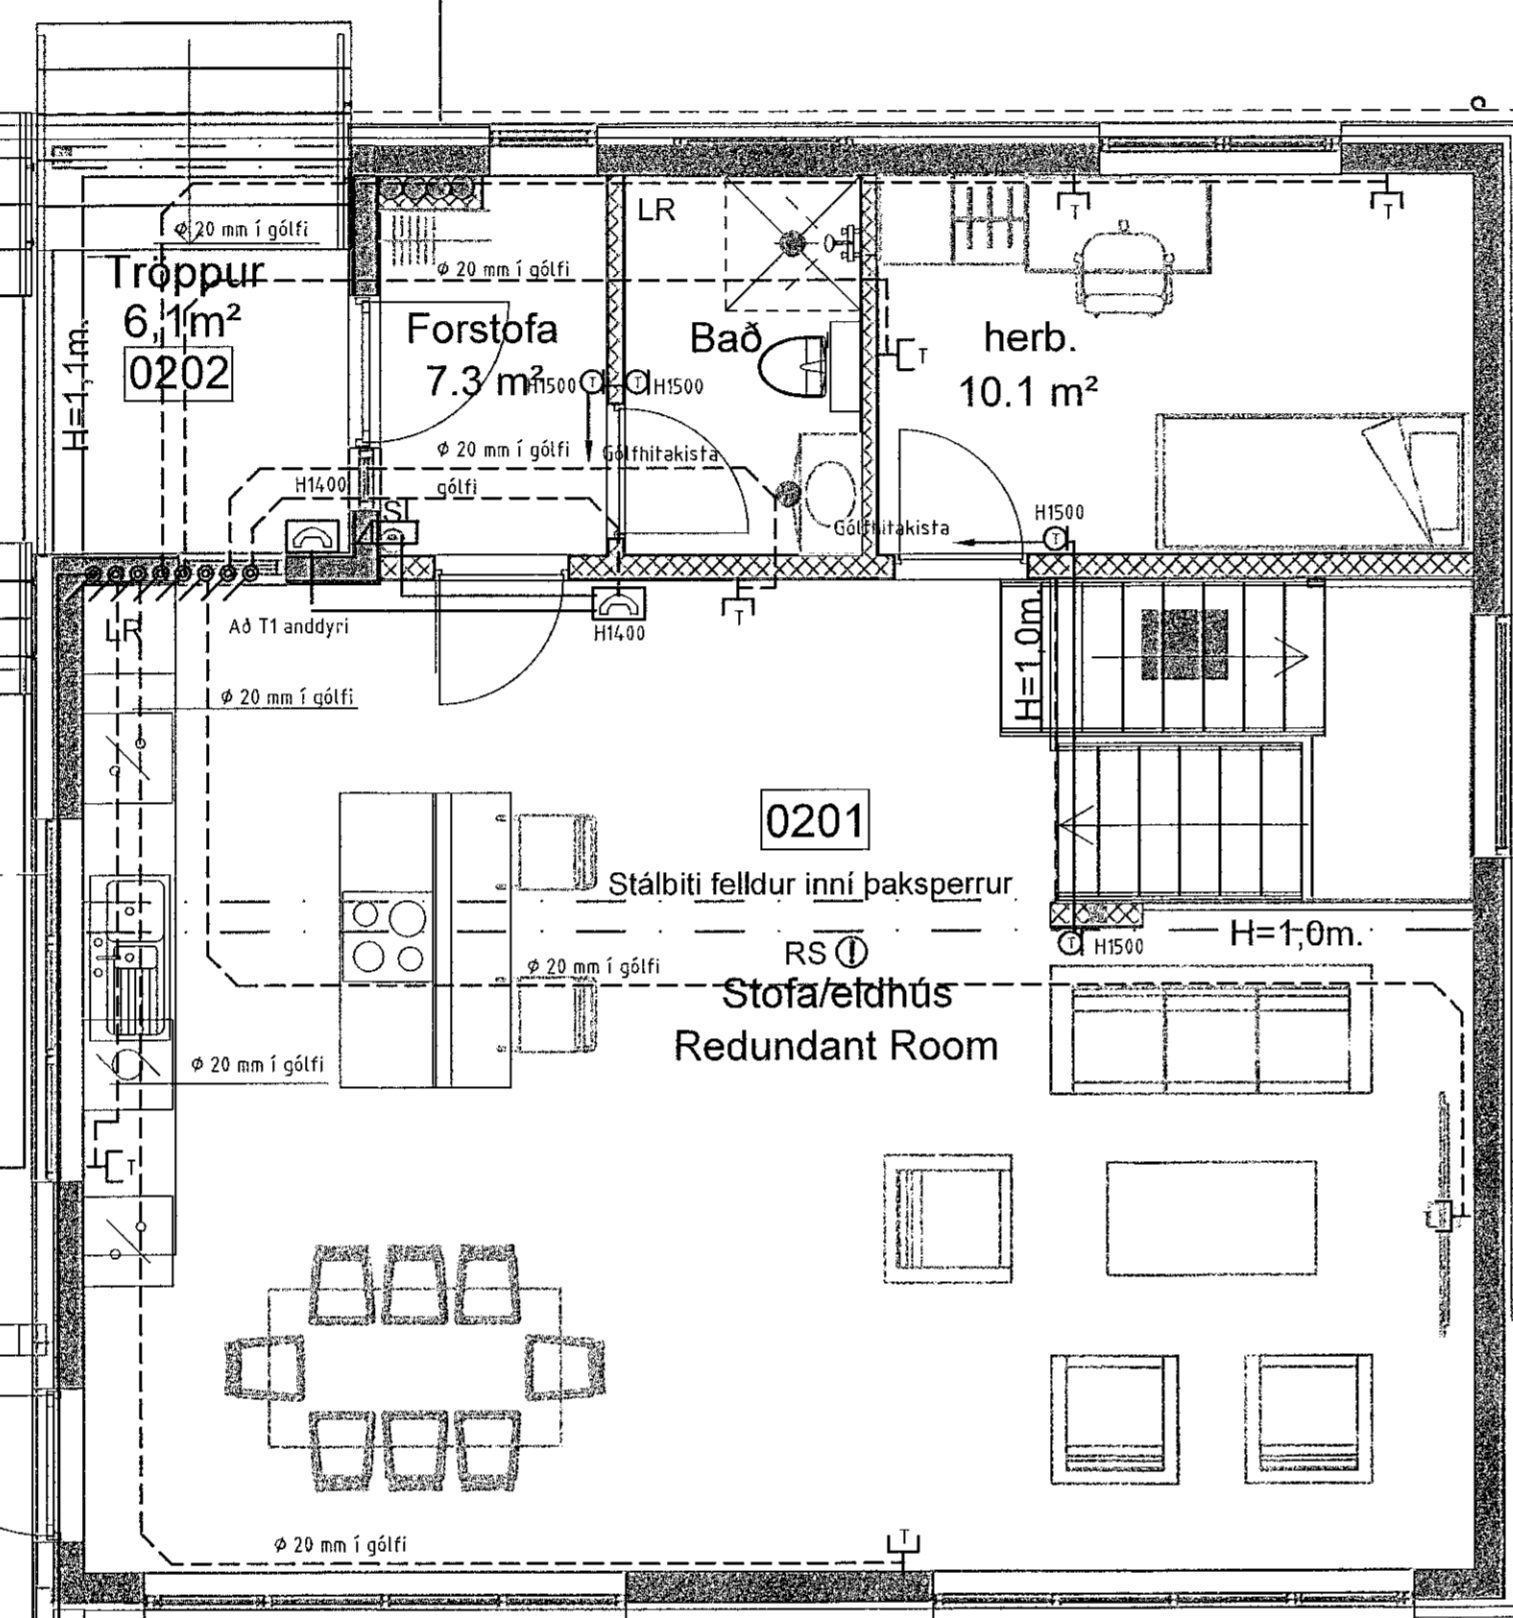 LR
Ø 20 mm í gólfi
Tröppur
6,1m²
0202
H=1,1m.
Ø 20 mm í gólfi
Forstofa
7.3 m²
H1500
T
T
H1500
Bað
herb.
10.1 m²
T
T
T
Ø 20 mm í gólfi
Gólfhitakista
gólfi
H1400
SI
Gólfhitakista
H1500
T
LR
Að T1 anddyri
H1400
T
H=1,0m.
Ø 20 mm í gólfi
0201
Stálbiti felldur inní þaksperrur
RS
T
H1500
H=1,0m.
Ø 20 mm í gólfi
Stofa/eldhús
Redundant Room
Ø 20 mm í gólfi
T
Ø 20 mm í gólfi
T